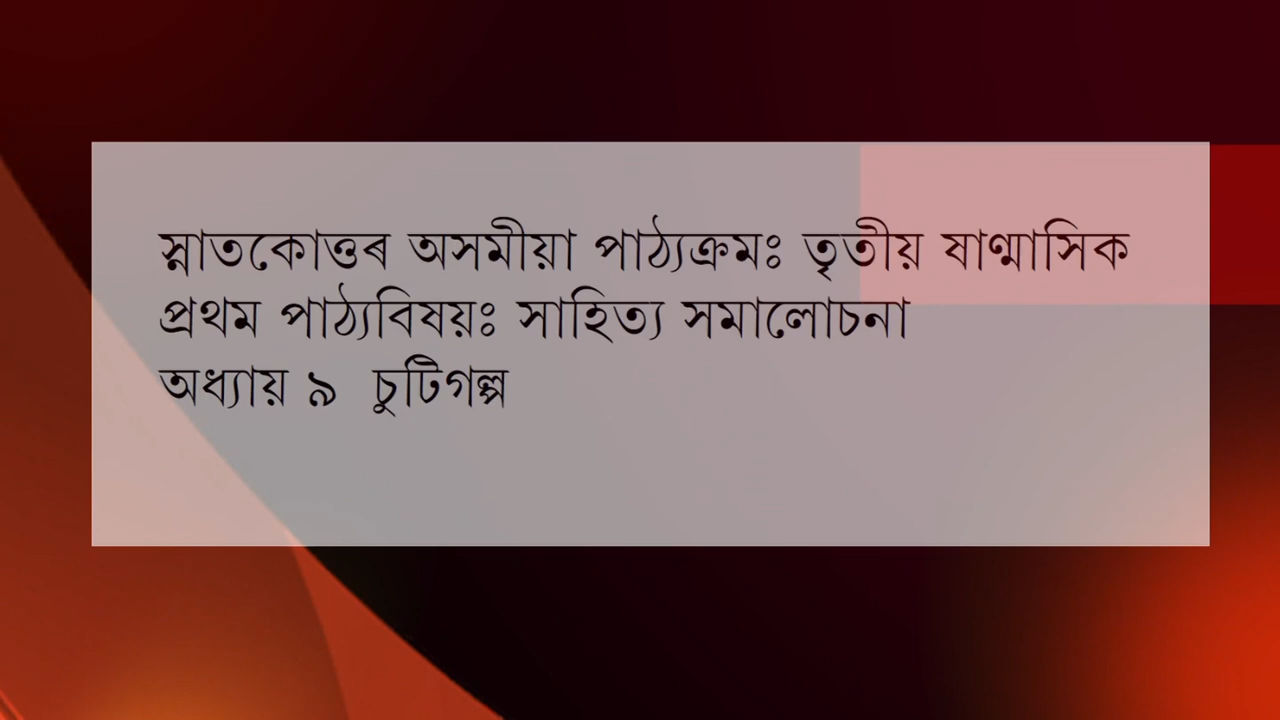 স্নাতকোত্তৰ অসমীয়া পাঠ্যক্ৰমঃ তৃতীয় ষাণ্মাসিক
প্ৰথম পাঠ্যবিষয়ঃ সাহিত্য সমালোচনা
অধ্যায় ৯ চুটিগল্প